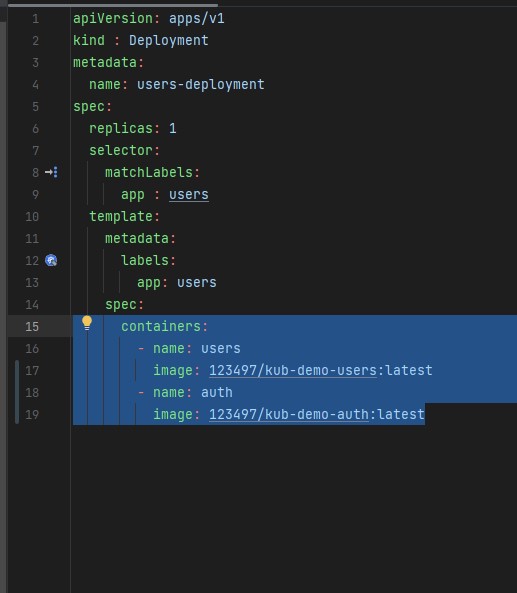 1 apiVersion: apps/v1
2 kind : Deployment
3 metadata:
4   name: users-deployment
5 spec:
6   replicas: 1
7   selector:
8     matchLabels:
9       app : users
10   template:
11     metadata:
12       labels:
13         app: users
14     spec:
15       containers:
16         - name: users
17           image: 123497/kub-demo-users:latest
18         - name: auth
19           image: 123497/kub-demo-auth:latest